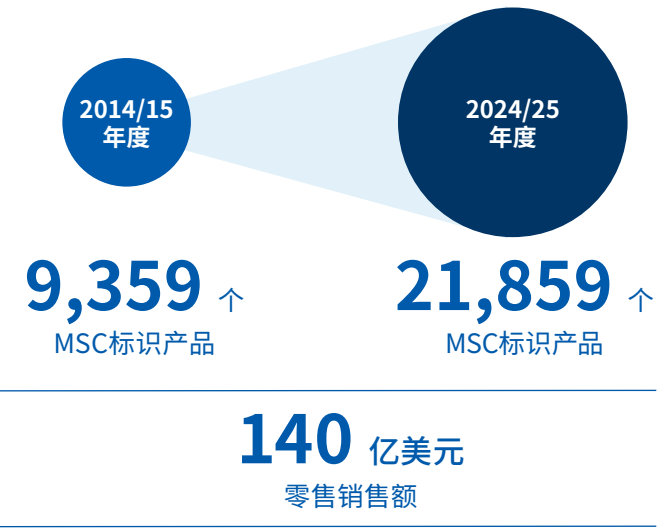 2014/15
年度
2024/25
年度
9,359 个
MSC标识产品
21,859 个
MSC标识产品
140 亿美元
零售销售额